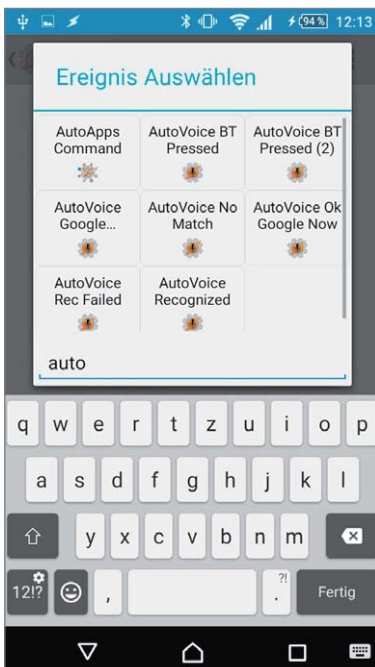 94%
12:13
Ereignis Auswählen
AutoApps
Command
AutoVoice BT
Pressed
AutoVoice BT
Pressed (2)
AutoVoice
Google...
AutoVoice No
Match
AutoVoice Ok
Google Now
AutoVoice
Rec Failed
AutoVoice
Recognized
auto
q w e r t z u i o p
a s d f g h j k l
y x c v b n m
12!? , ?! . Fertig